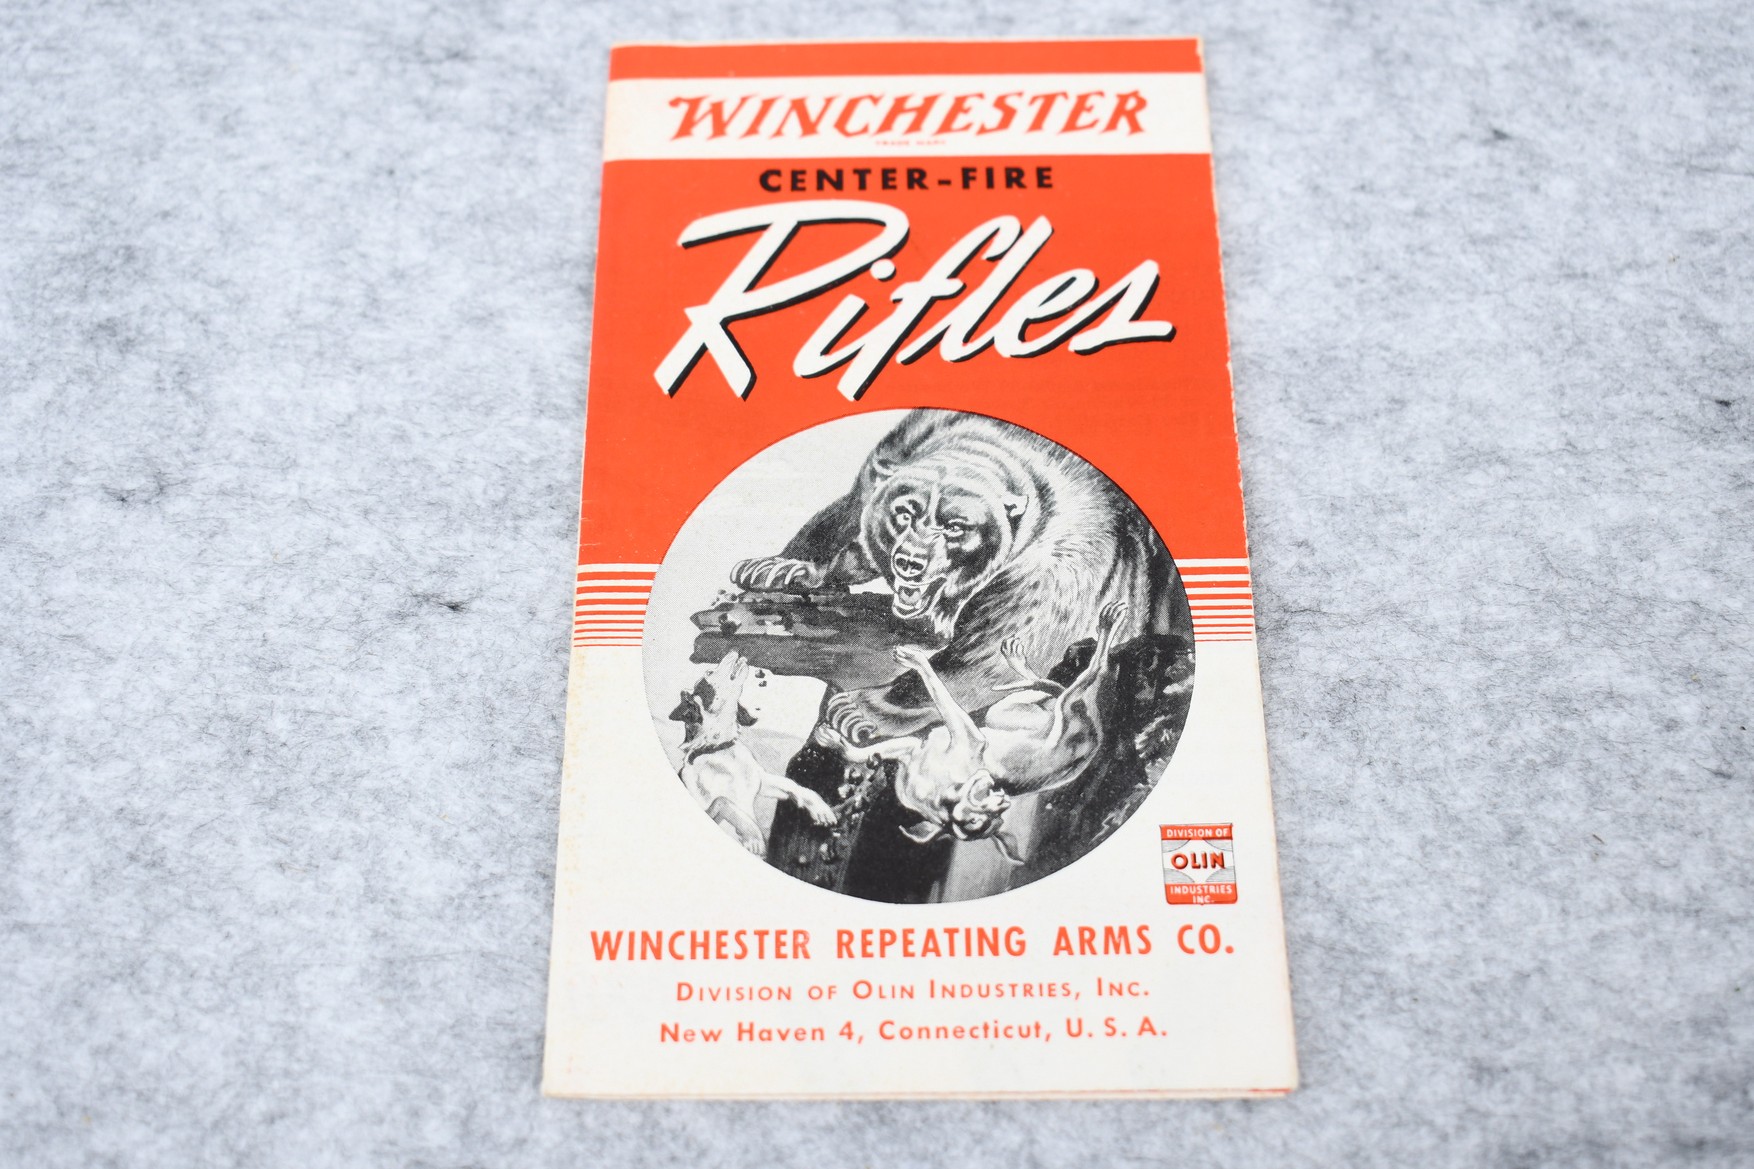 WINCHESTER
TRADE MARK
CENTER-FIRE
Rifles
DIVISION OF
OLIN
INDUSTRIES
INC.
WINCHESTER REPEATING ARMS CO.
DIVISION OF OLIN INDUSTRIES, INC.
New Haven 4, Connecticut, U. S. A.